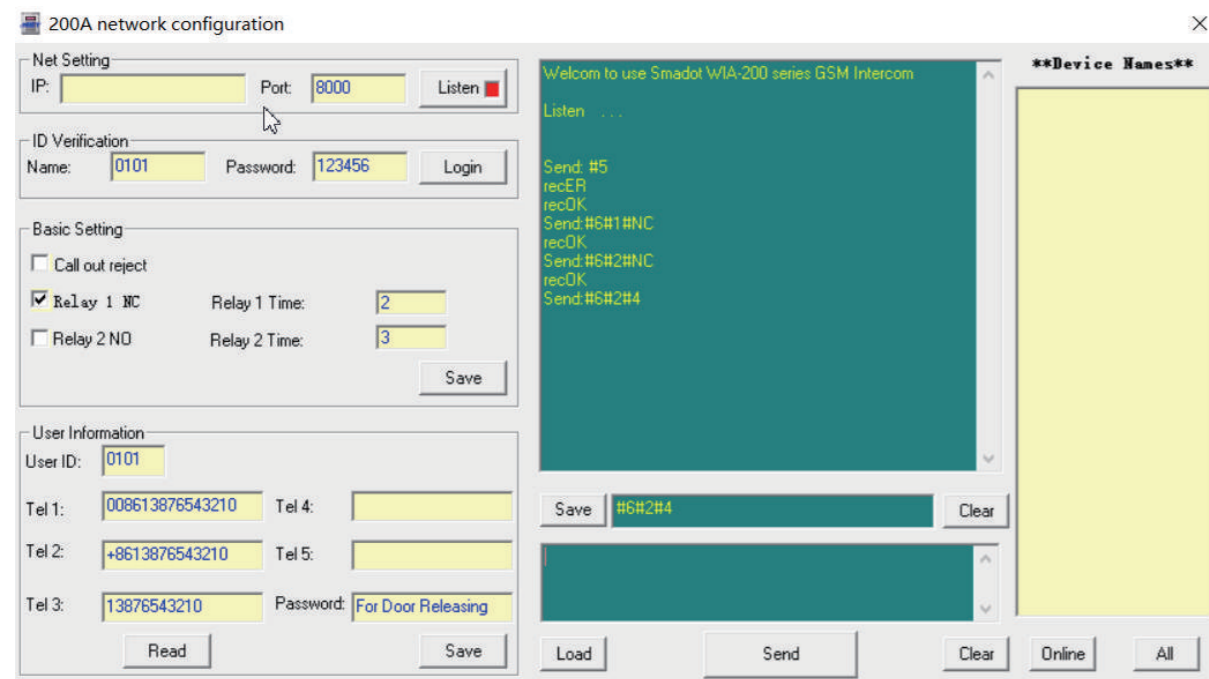 200A network configuration
Net Setting
IP: Port: 8000 Listen
ID Verification
Name: 0101 Password: 123456 Login
Basic Setting
Call out reject
Relay 1 NC Relay 1 Time: 2
Relay 2 NO Relay 2 Time: 3
Save
User Information
User ID: 0101
Tel 1: 008613876543210 Tel 4:
Tel 2: +8613876543210 Tel 5:
Tel 3: 13876543210 Password: For Door Releasing
Read Save
Welcom to use Smadot WIA-200 series GSM Intercom
Listen ...
Send: #5
recER
recOK
Send:#6#1#NC
recOK
Send:#6#2#NC
recOK
Send:#6#2#4
Save #6#2#4 Clear
Load Send Clear
**Device Names**
Online All